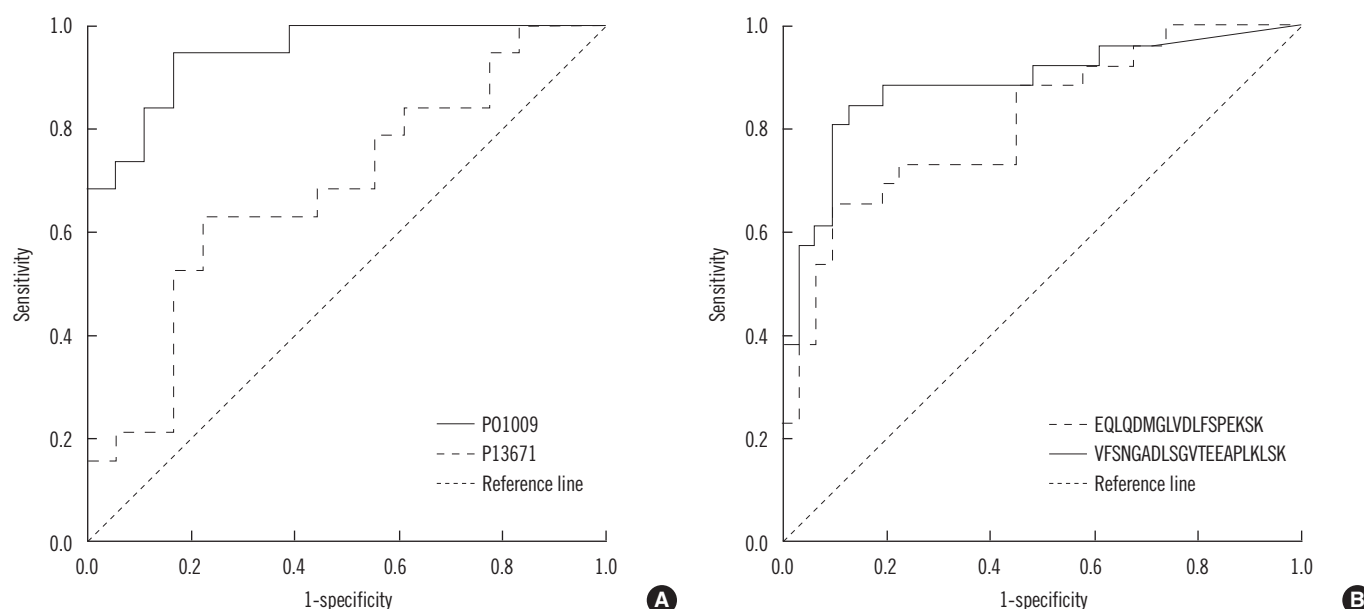 1.0
0.8
0.6
0.4
0.2
0.0
Sensitivity
P01009
P13671
Reference line
0.0 0.2 0.4 0.6 0.8 1.0
1-specificity
A
1.0
0.8
0.6
0.4
0.2
0.0
Sensitivity
EQLQDMGLVDLFSPEKSK
VFSNGADLSGVTEEAPLKLSK
Reference line
0.0 0.2 0.4 0.6 0.8 1.0
1-specificity
B